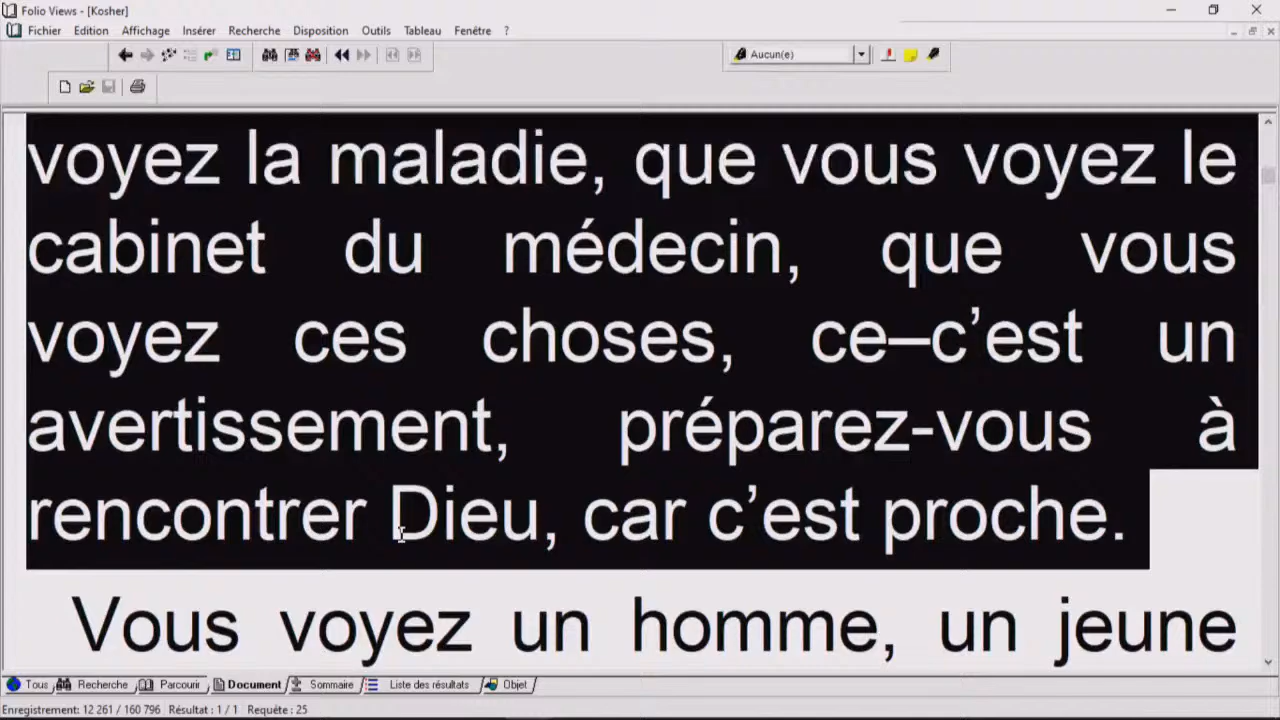 Folio Views - [Kosher]
Fichier Edition Affichage Insérer Recherche Disposition Outils Tableau Fenêtre ?
Aucun(e)
voyez la maladie, que vous voyez le
cabinet du médecin, que vous
voyez ces choses, ce–c’est un
avertissement, préparez-vous à
rencontrer Dieu, car c’est proche.
Vous voyez un homme, un jeune
Tous Recherche Parcourir Document Sommaire Liste des résultats Objet
Enregistrement: 12 261 / 160 796 Résultat : 1 / 1 Requête : 25